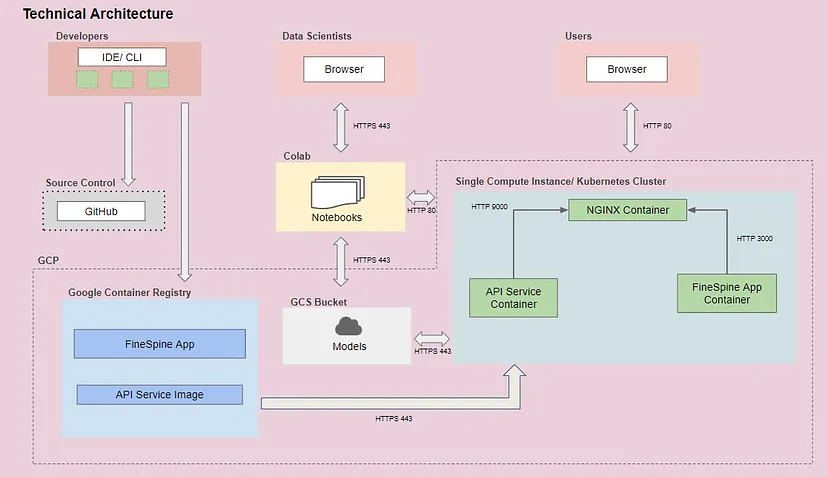 Technical Architecture
Developers
IDE/ CLI
Data Scientists
Browser
Users
Browser
HTTPS 443
HTTP 80
Source Control
GitHub
Colab
Notebooks
HTTP 80
Single Compute Instance/ Kubernetes Cluster
HTTP 9000
NGINX Container
HTTP 3000
API Service
Container
FineSpine App
Container
HTTPS 443
GCP
Google Container Registry
FineSpine App
API Service Image
GCS Bucket
Models
HTTPS 443
HTTPS 443